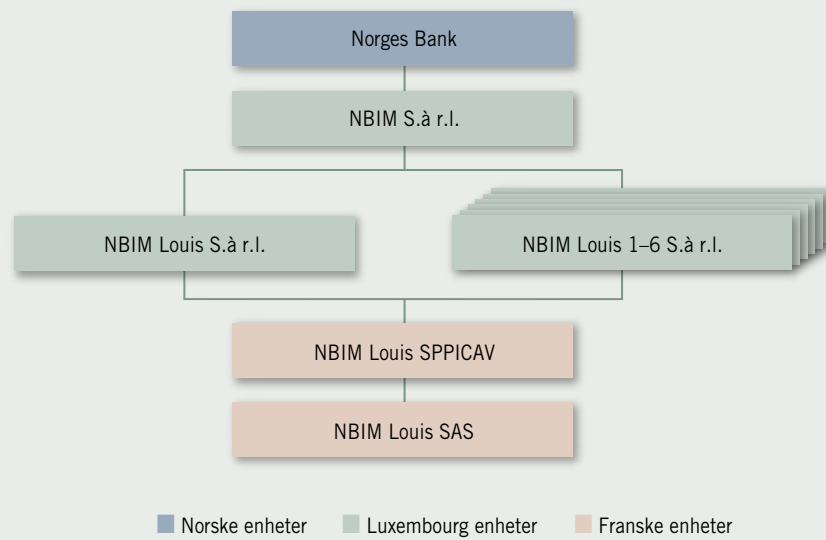 Norges Bank
NBIM S.à r.l.
NBIM Louis S.à r.l.
NBIM Louis 1–6 S.à r.l.
NBIM Louis SPPICAV
NBIM Louis SAS
Norske enheter
Luxembourg enheter
Franske enheter